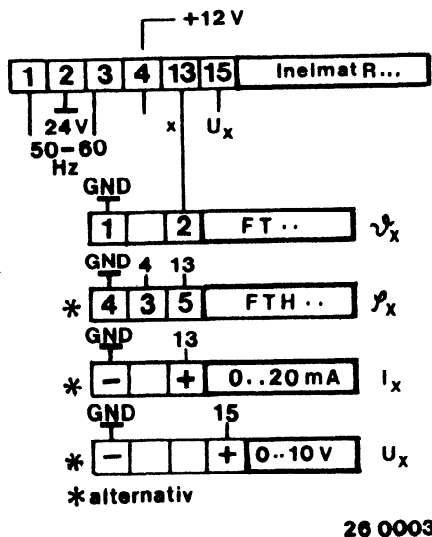 +12 V
1 2 3 4 13 15 Inelmat R...
24 V x Ux
50-60
Hz
GND
1 2 FT.. ϑx
GND 4 13
* 4 3 5 FTH.. φx
GND 13
* - + 0..20 mA Ix
GND 15
* - + 0..10 V Ux
* alternativ
26 0003